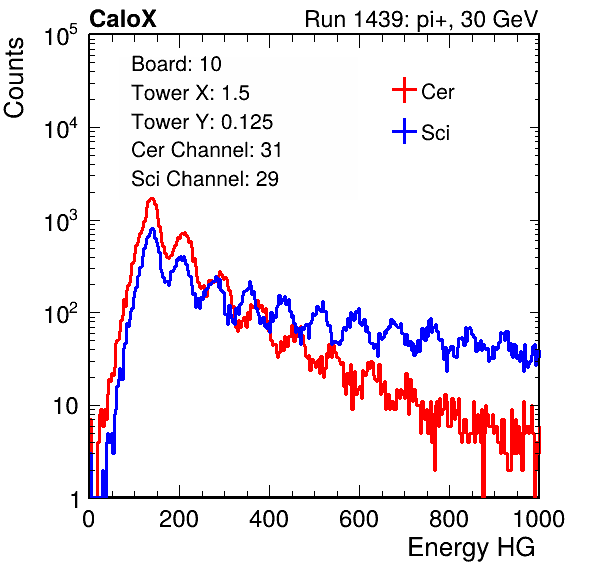 CaloX Run 1439: pi+, 30 GeV
Counts
Board: 10
Tower X: 1.5
Tower Y: 0.125
Cer Channel: 31
Sci Channel: 29
Cer
Sci
10^5
10^4
10^3
10^2
10
1
0 200 400 600 800 1000
Energy HG